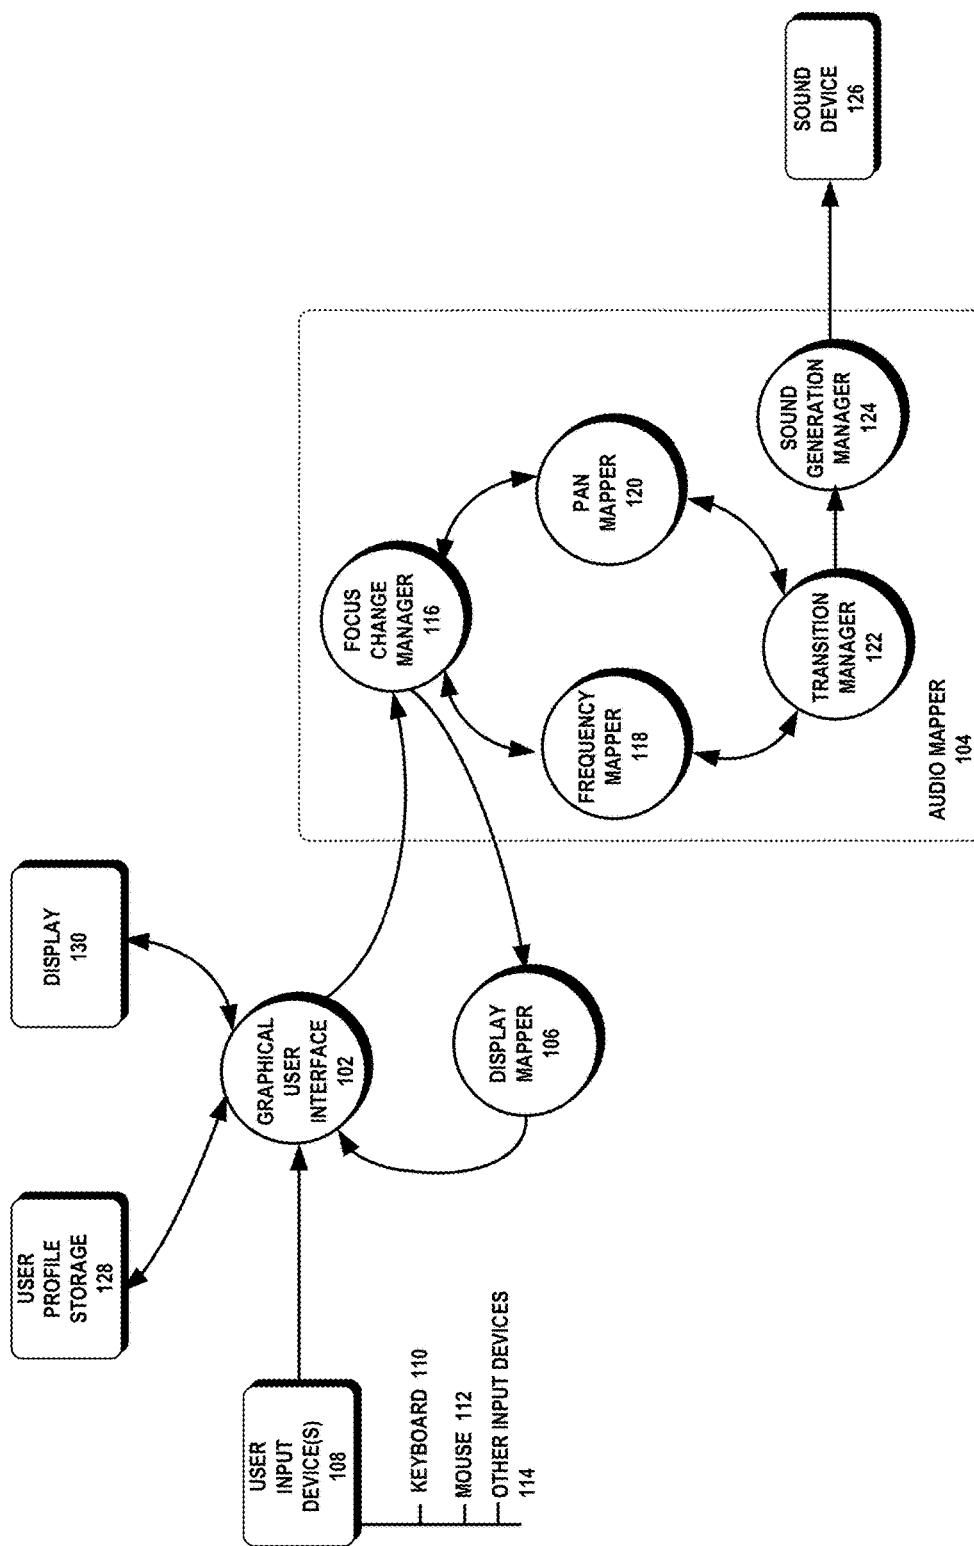 USER
PROFILE
STORAGE
128
DISPLAY
130
USER
INPUT
DEVICE(S)
108
KEYBOARD 110
MOUSE 112
OTHER INPUT DEVICES
114
GRAPHICAL
USER
INTERFACE
102
DISPLAY
MAPPER
106
FOCUS
CHANGE
MANAGER
116
FREQUENCY
MAPPER
118
PAN
MAPPER
120
TRANSITION
MANAGER
122
SOUND
GENERATION
MANAGER
124
AUDIO MAPPER
104
SOUND
DEVICE
126